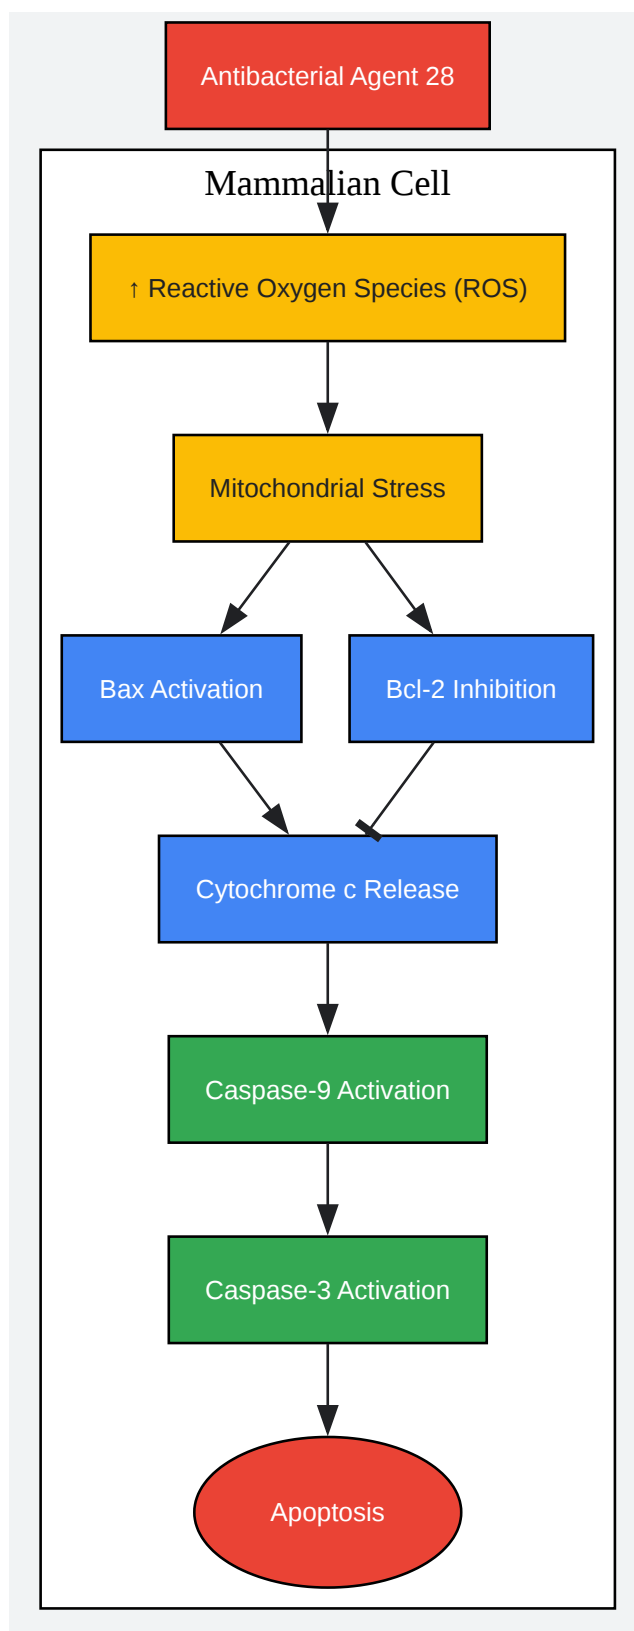 Antibacterial Agent 28
Mammalian Cell
↑ Reactive Oxygen Species (ROS)
Mitochondrial Stress
Bax Activation
Bcl-2 Inhibition
Cytochrome c Release
Caspase-9 Activation
Caspase-3 Activation
Apoptosis